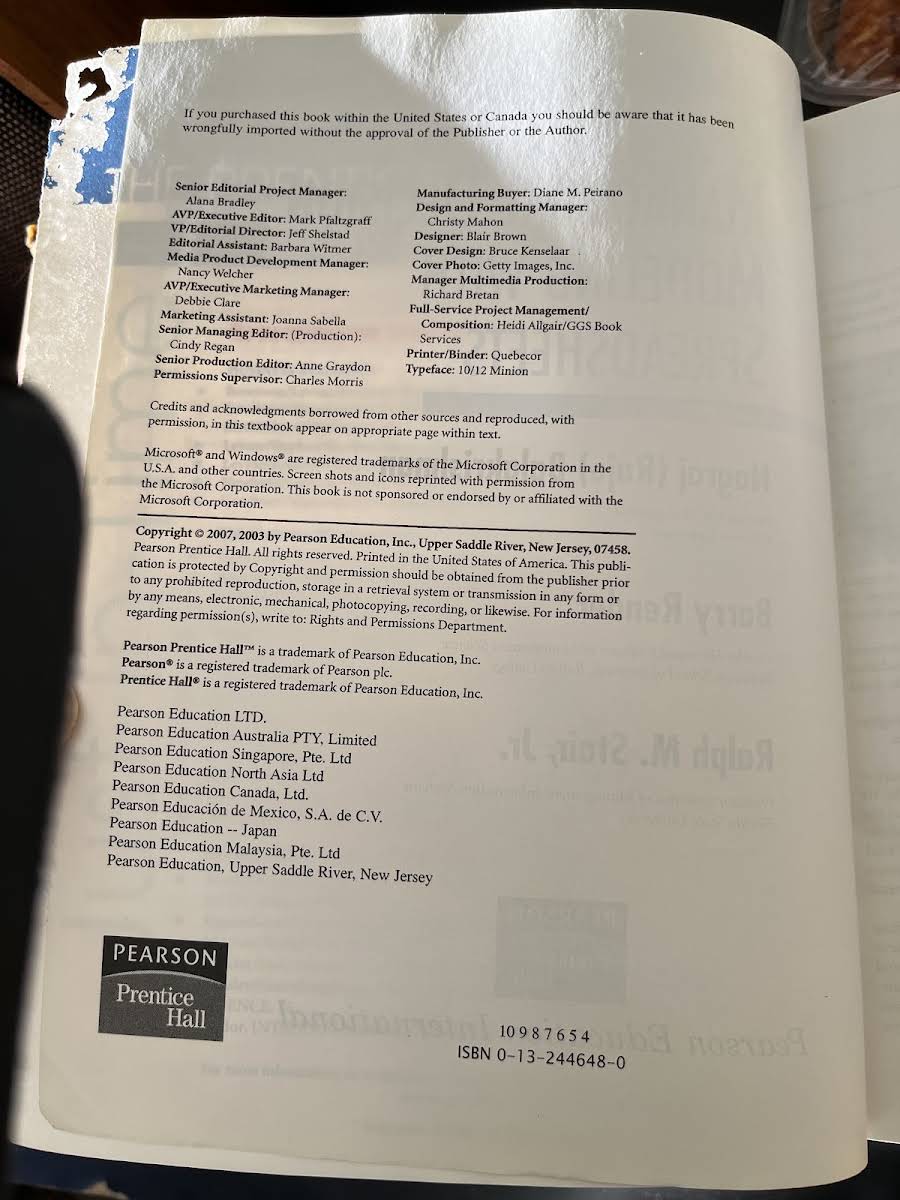 If you purchased this book within the United States or Canada you should be aware that it has been
wrongfully imported without the approval of the Publisher or the Author.
Senior Editorial Project Manager:
Alana Bradley
AVP/Executive Editor: Mark Pfaltzgraff
VP/Editorial Director: Jeff Shelstad
Editorial Assistant: Barbara Witmer
Media Product Development Manager:
Nancy Welcher
AVP/Executive Marketing Manager:
Debbie Clare
Marketing Assistant: Joanna Sabella
Senior Managing Editor: (Production):
Cindy Regan
Senior Production Editor: Anne Graydon
Permissions Supervisor: Charles Morris
Manufacturing Buyer: Diane M. Peirano
Design and Formatting Manager:
Christy Mahon
Designer: Blair Brown
Cover Design: Bruce Kenselaar
Cover Photo: Getty Images, Inc.
Manager Multimedia Production:
Richard Bretan
Full-Service Project Management/
Composition: Heidi Allgair/GGS Book
Services
Printer/Binder: Quebecor
Typeface: 10/12 Minion
Credits and acknowledgments borrowed from other sources and reproduced, with
permission, in this textbook appear on appropriate page within text.
Microsoft® and Windows® are registered trademarks of the Microsoft Corporation in the
U.S.A. and other countries. Screen shots and icons reprinted with permission from
the Microsoft Corporation. This book is not sponsored or endorsed by or affiliated with the
Microsoft Corporation.
Copyright © 2007, 2003 by Pearson Education, Inc., Upper Saddle River, New Jersey, 07458.
Pearson Prentice Hall. All rights reserved. Printed in the United States of America. This publi-
cation is protected by Copyright and permission should be obtained from the publisher prior
to any prohibited reproduction, storage in a retrieval system or transmission in any form or
by any means, electronic, mechanical, photocopying, recording, or likewise. For information
regarding permission(s), write to: Rights and Permissions Department.
Pearson Prentice Hall™ is a trademark of Pearson Education, Inc.
Pearson® is a registered trademark of Pearson plc.
Prentice Hall® is a registered trademark of Pearson Education, Inc.
Pearson Education LTD.
Pearson Education Australia PTY, Limited
Pearson Education Singapore, Pte. Ltd
Pearson Education North Asia Ltd
Pearson Education Canada, Ltd.
Pearson Educación de Mexico, S.A. de C.V.
Pearson Education -- Japan
Pearson Education Malaysia, Pte. Ltd
Pearson Education, Upper Saddle River, New Jersey
PEARSON
Prentice
Hall
10 9 8 7 6 5 4
ISBN 0-13-244648-0